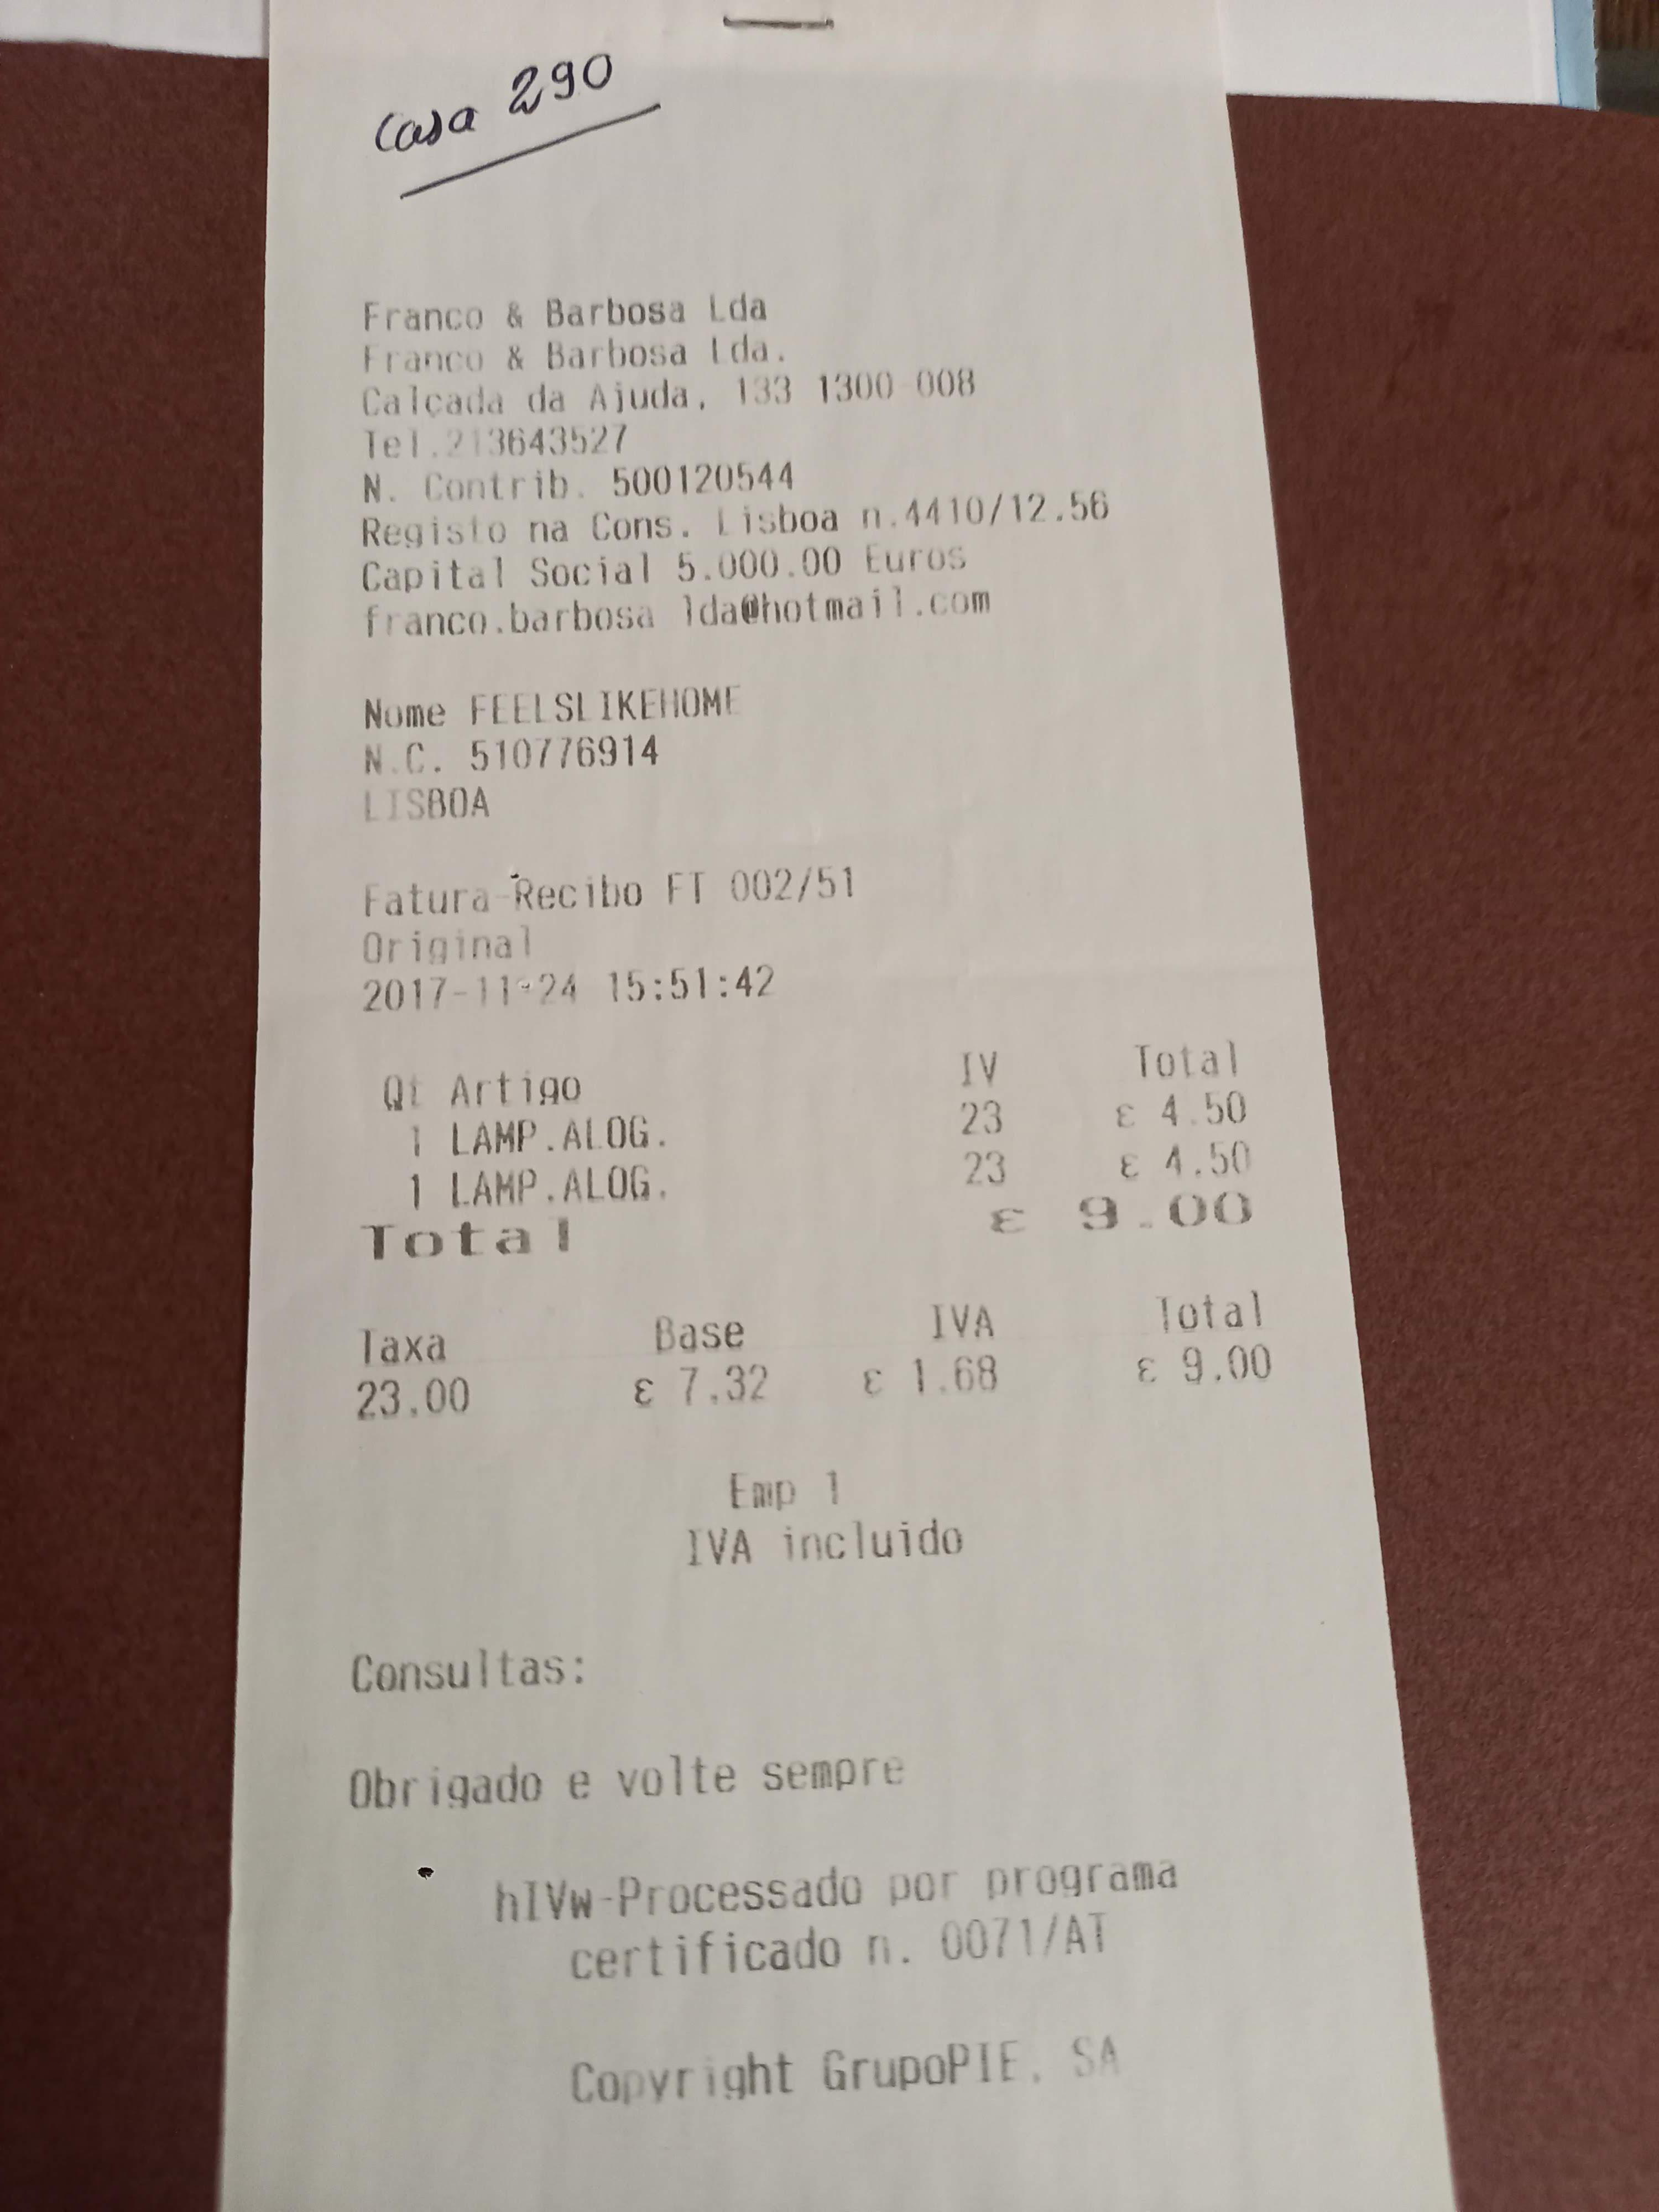 Casa 290
Franco & Barbosa Lda
Franco & Barbosa Lda.
Calçada da Ajuda, 133 1300-008
Tel.213643527
N. Contrib. 500120544
Registo na Cons. Lisboa n.4410/12.56
Capital Social 5.000.00 Euros
franco.barbosa lda@hotmail.com
Nome FEELSLIKEHOME
N.C. 510776914
LISBOA
Fatura-Recibo FT 002/51
Original
2017-11-24 15:51:42
Qt Artigo IV Total
1 LAMP.ALOG. 23 € 4.50
1 LAMP.ALOG. 23 € 4.50
Total € 9.00
Taxa Base IVA Total
23.00 € 7.32 € 1.68 € 9.00
Emp 1
IVA incluido
Consultas:
Obrigado e volte sempre
hIVw-Processado por programa
certificado n. 0071/AT
Copyright GrupoPIE, SA